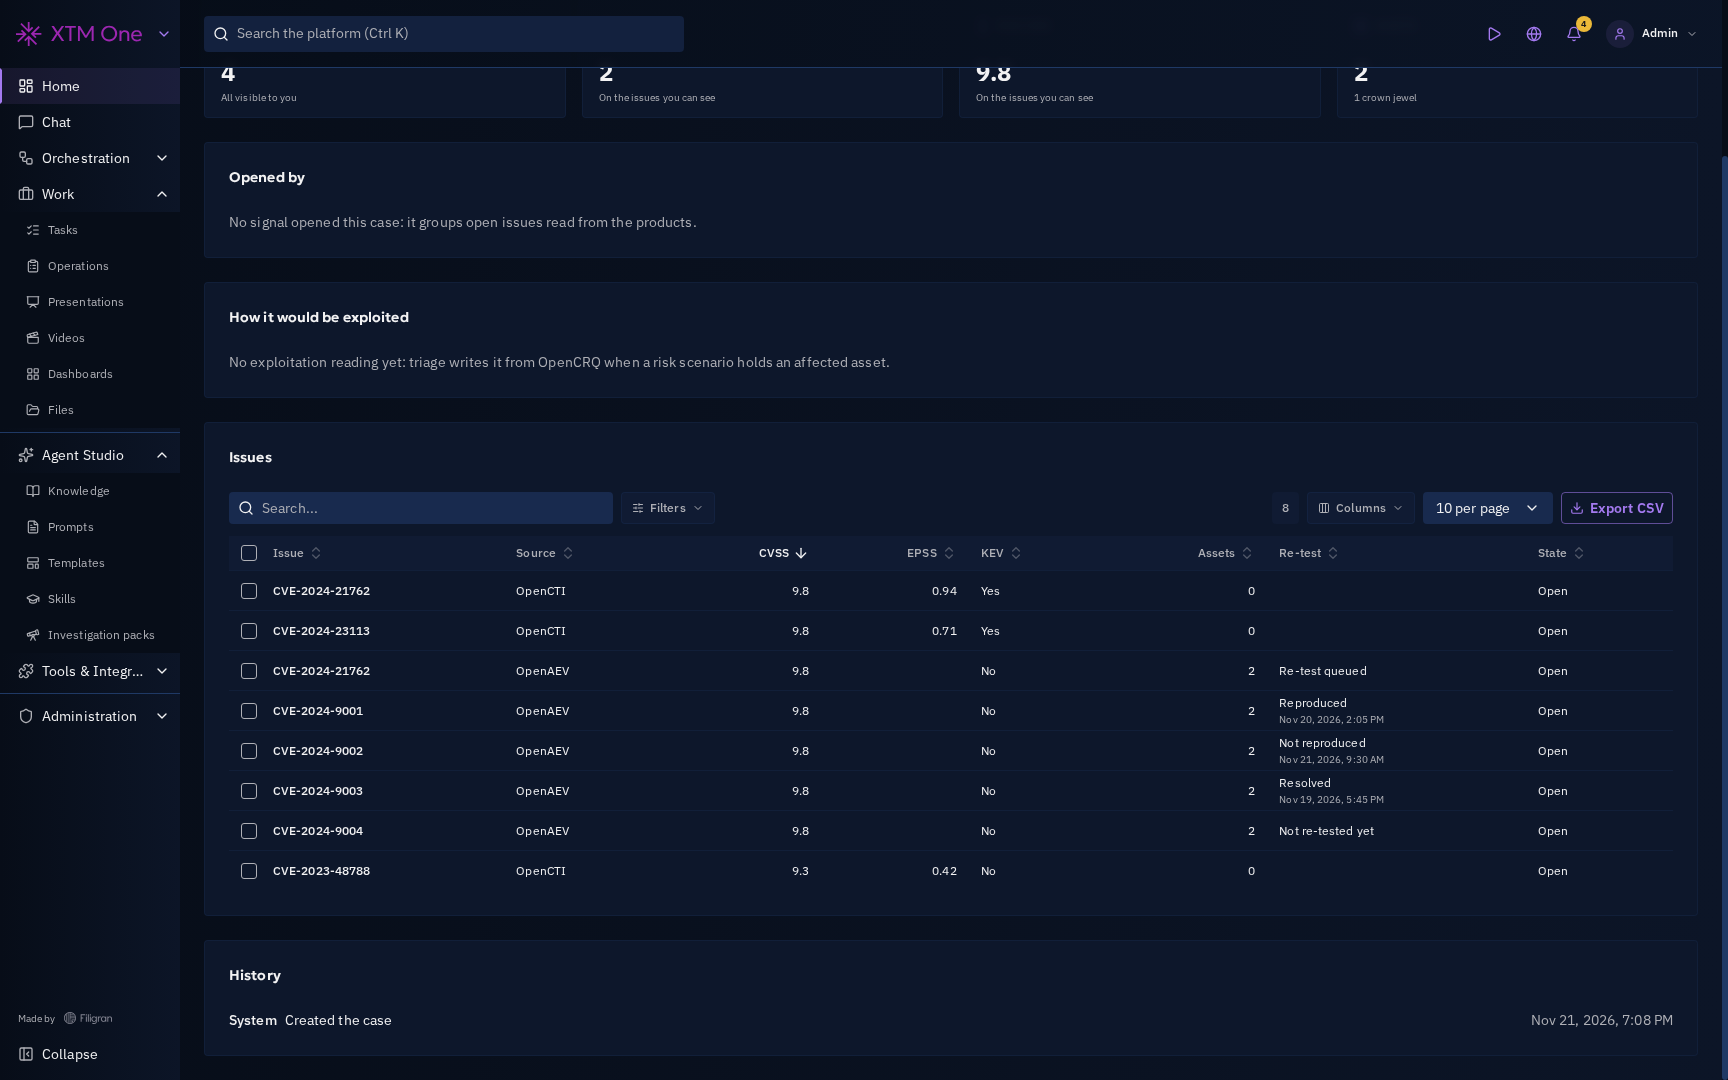 XTM One
Search the platform (Ctrl K)
4
Admin
Home
Chat
Orchestration
Work
Tasks
Operations
Presentations
Videos
Dashboards
Files
Agent Studio
Knowledge
Prompts
Templates
Skills
Investigation packs
Tools & Integr...
Administration
Made by Filigran
Collapse
4
All visible to you
2
On the issues you can see
9.8
On the issues you can see
2
1 crown jewel
Opened by
No signal opened this case: it groups open issues read from the products.
How it would be exploited
No exploitation reading yet: triage writes it from OpenCRQ when a risk scenario holds an affected asset.
Issues
Search...
Filters
8
Columns
10 per page
Export CSV
Issue Source CVSS EPSS KEV Assets Re-test State
CVE-2024-21762 OpenCTI 9.8 0.94 Yes 0 Open
CVE-2024-23113 OpenCTI 9.8 0.71 Yes 0 Open
CVE-2024-21762 OpenAEV 9.8 No 2 Re-test queued Open
CVE-2024-9001 OpenAEV 9.8 No 2 Reproduced Open
Nov 20, 2026, 2:05 PM
CVE-2024-9002 OpenAEV 9.8 No 2 Not reproduced Open
Nov 21, 2026, 9:30 AM
CVE-2024-9003 OpenAEV 9.8 No 2 Resolved Open
Nov 19, 2026, 5:45 PM
CVE-2024-9004 OpenAEV 9.8 No 2 Not re-tested yet Open
CVE-2023-48788 OpenCTI 9.3 0.42 No 0 Open
History
System Created the case
Nov 21, 2026, 7:08 PM